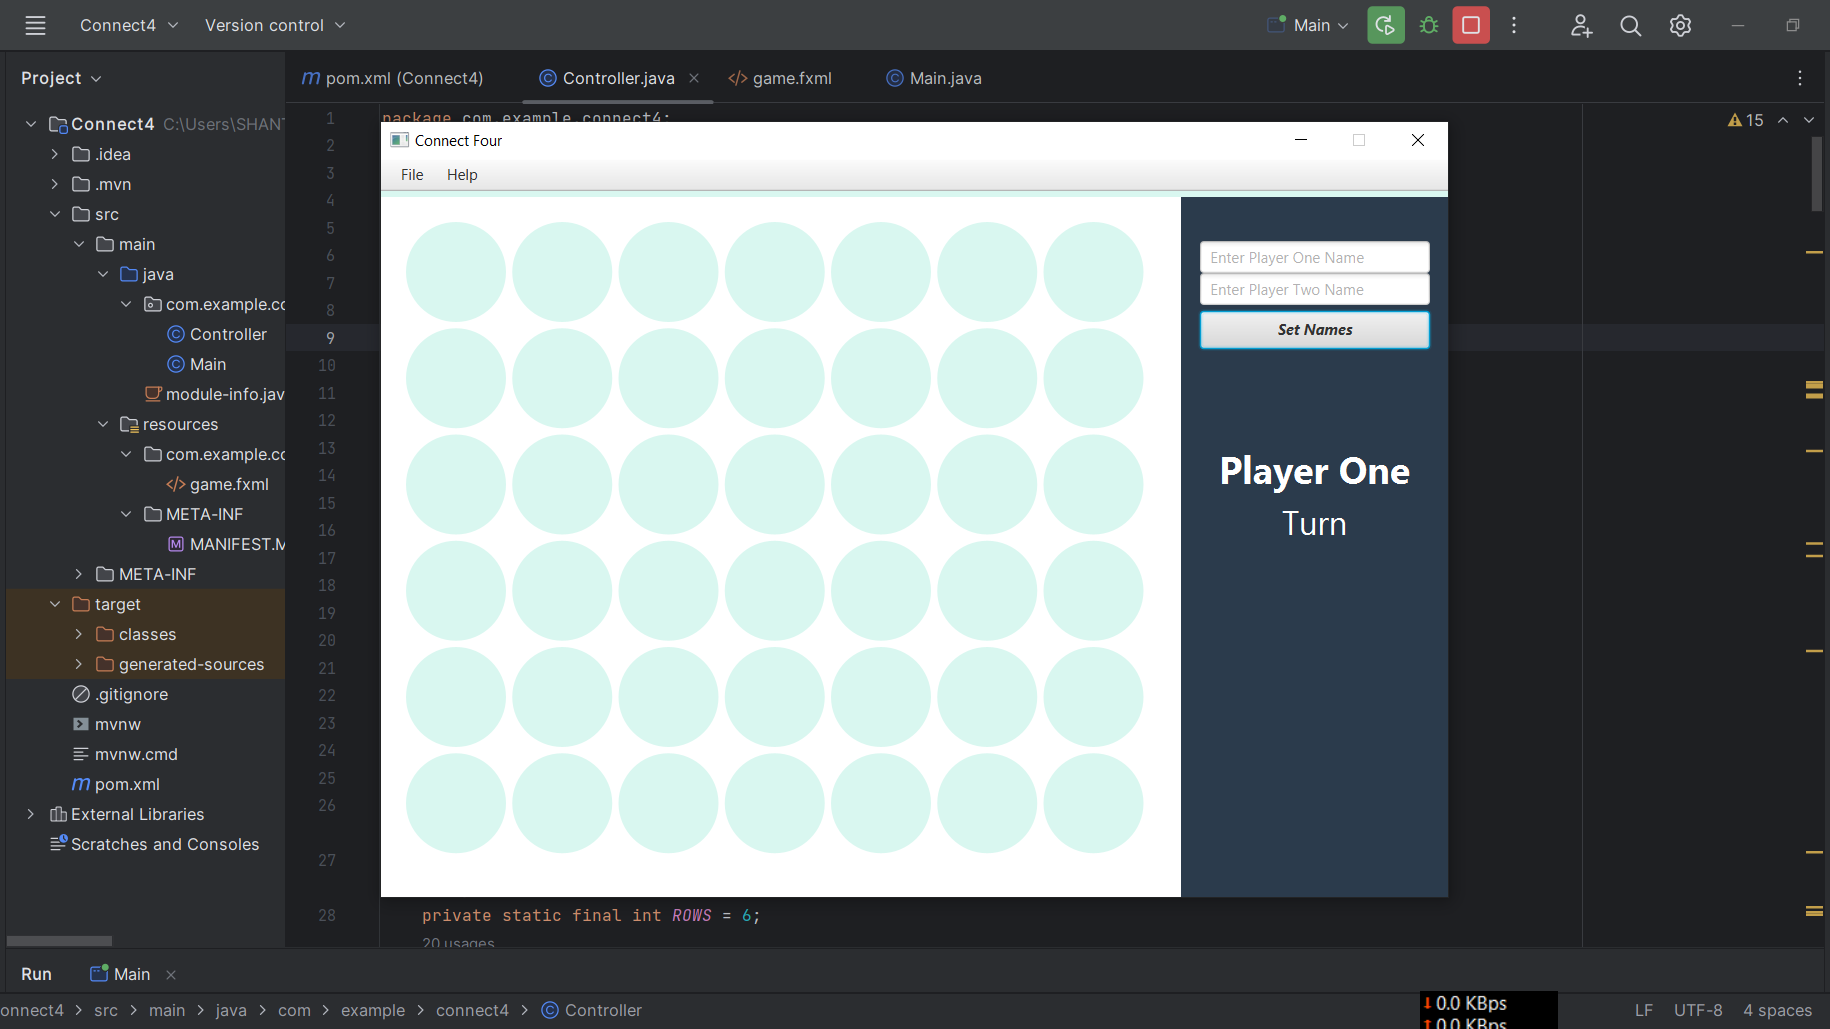 Connect4
Version control
Main
Project
pom.xml (Connect4)
Controller.java
game.fxml
Main.java
Connect4 C:\Users\SHANT
.idea
.mvn
src
main
java
com.example.cc
Controller
Main
module-info.jav
resources
com.example.cc
game.fxml
META-INF
MANIFEST.M
META-INF
target
classes
generated-sources
.gitignore
mvnw
mvnw.cmd
pom.xml
External Libraries
Scratches and Consoles
1 package com.example.connect4;
2
3
4
5
6
7
8
9
10
11
12
13
14
15
16
17
18
19
20
21
22
23
24
25
26
27
28 private static final int ROWS = 6;
20 usages
15
Connect Four
File Help
Enter Player One Name
Enter Player Two Name
Set Names
Player One
Turn
Run
Main
onnect4 > src > main > java > com > example > connect4 > Controller
0.0 KBps
0.0 KBps
LF UTF-8 4 spaces